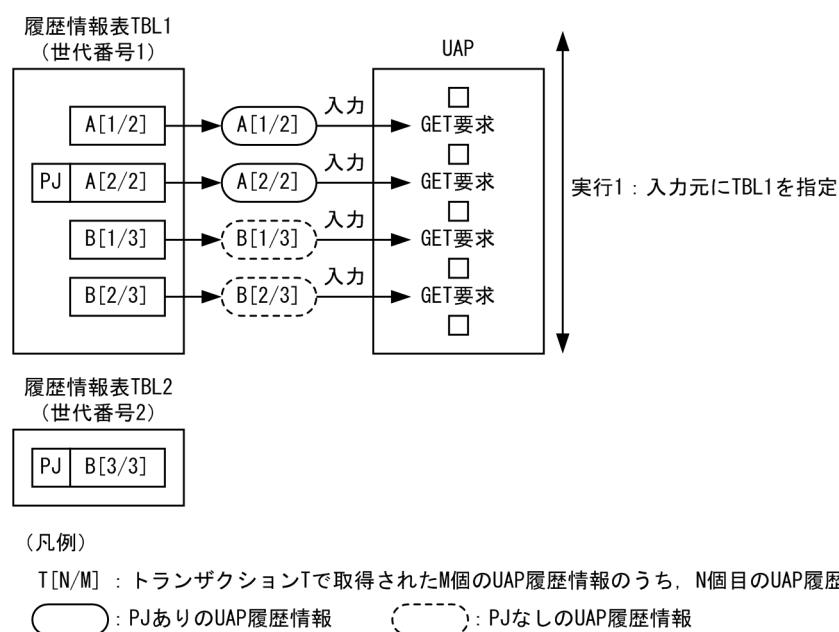 履歴情報表TBL1
(世代番号1)
UAP
A[1/2]
A[1/2]
入力
GET要求
PJ A[2/2]
A[2/2]
入力
GET要求
実行1：入力元にTBL1を指定
B[1/3]
B[1/3]
入力
GET要求
B[2/3]
B[2/3]
入力
GET要求
履歴情報表TBL2
(世代番号2)
PJ B[3/3]
(凡例)
T[N/M] ：トランザクションTで取得されたM個のUAP履歴情報のうち，N個目のUAP履歴
：PJありのUAP履歴情報
：PJなしのUAP履歴情報